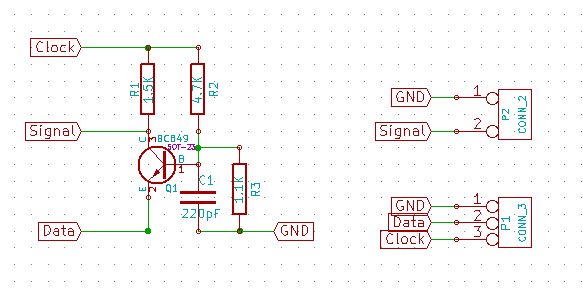 Clock
R1
1.5K
4.7K
R2
Signal
C
3
BC849
SOT-23
B
1
Q1
E
2
C1
220pF
1.1K
R3
Data
GND
GND
1
Signal
2
P2
CONN_2
GND
1
Data
2
Clock
3
P1
CONN_3